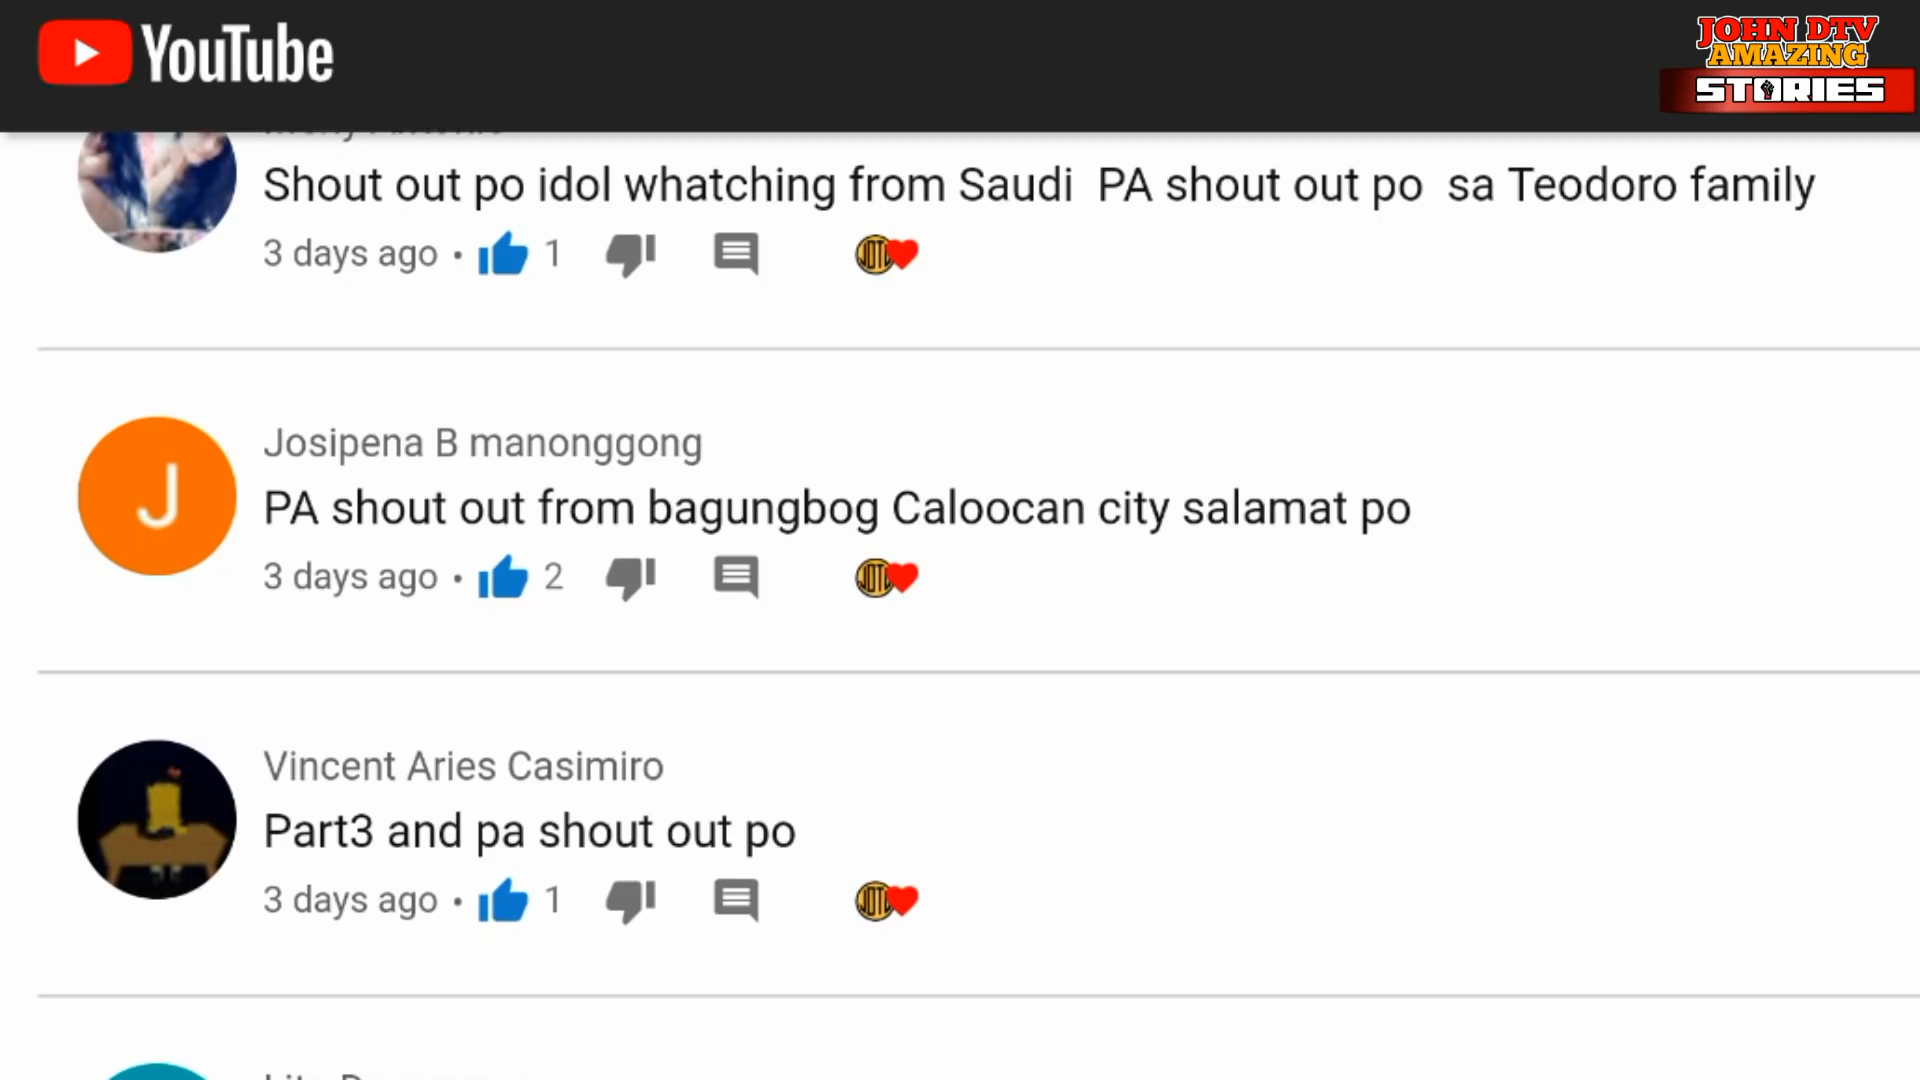 YouTube
JOHN DTV
AMAZING
STORIES
Shout out po idol whatching from Saudi  PA shout out po  sa Teodoro family
3 days ago • 1
Josipena B manonggong
J
PA shout out from bagungbog Caloocan city salamat po
3 days ago • 2
Vincent Aries Casimiro
Part3 and pa shout out po
3 days ago • 1